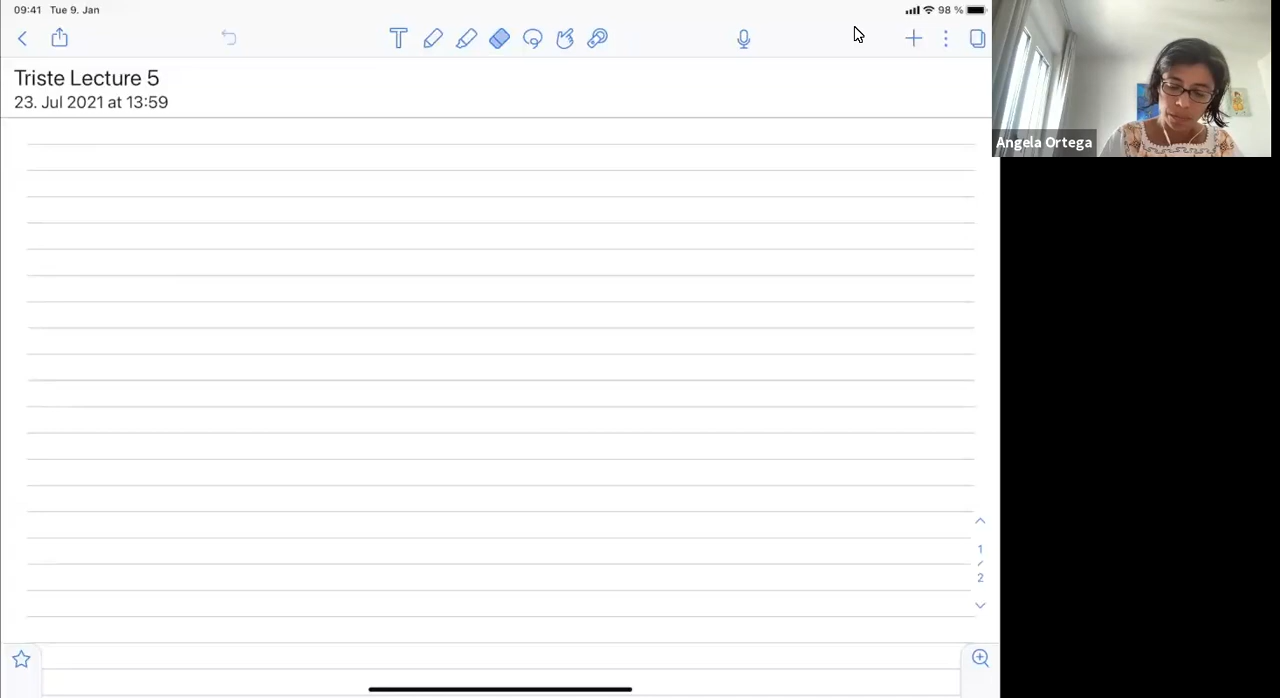 09:41 Tue 9. Jan
98 %
T
Triste Lecture 5
23. Jul 2021 at 13:59
Angela Ortega
1
/
2